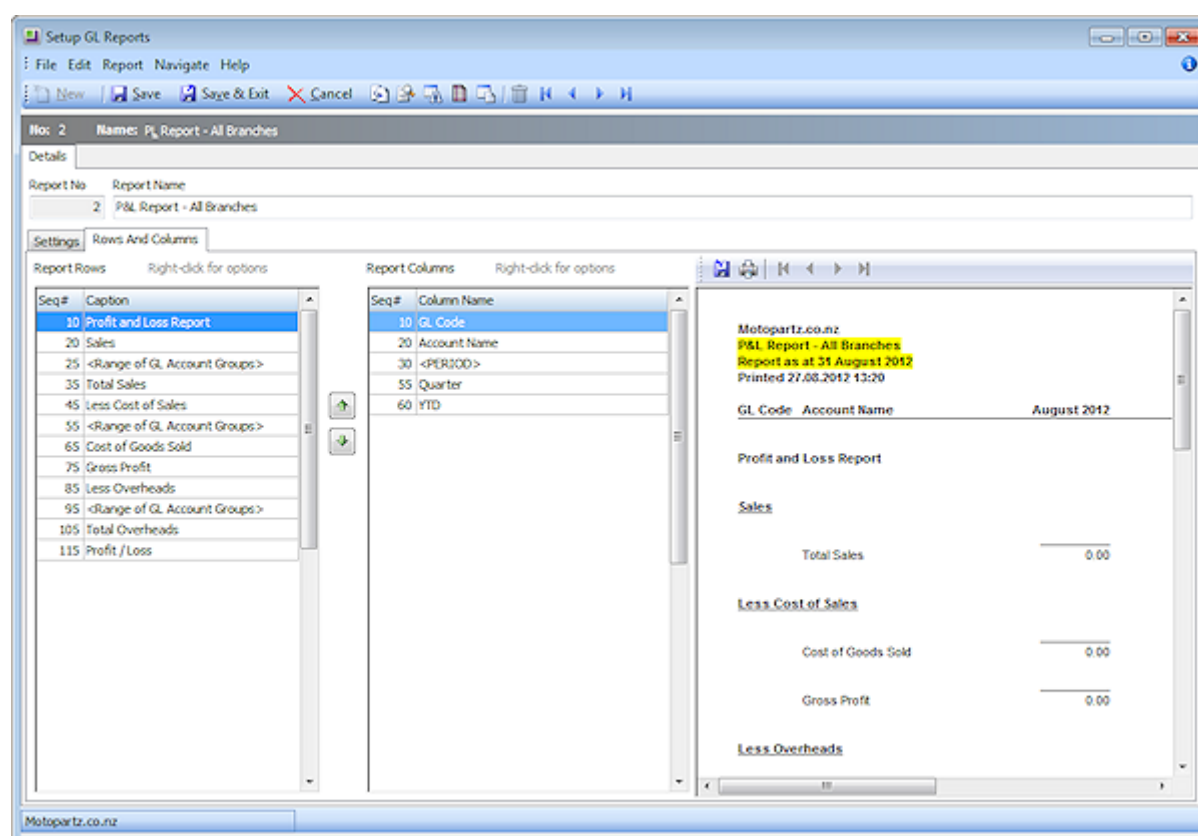 Setup GL Reports
File Edit Report Navigate Help
New Save Save & Exit Cancel
No: 2 Name: PL Report - All Branches
Details
Report No Report Name
2 P&L Report - All Branches
Settings Rows And Columns
Report Rows Right-click for options
Seq# Caption
10 Profit and Loss Report
20 Sales
25 <Range of GL Account Groups>
35 Total Sales
45 Less Cost of Sales
55 <Range of GL Account Groups>
65 Cost of Goods Sold
75 Gross Profit
85 Less Overheads
95 <Range of GL Account Groups>
105 Total Overheads
115 Profit / Loss
Report Columns Right-click for options
Seq# Column Name
10 GL Code
20 Account Name
30 <PERIOD>
55 Quarter
60 YTD
Motopartz.co.nz
P&L Report - All Branches
Report as at 31 August 2012
Printed 27.08.2012 13:20
GL Code Account Name August 2012
Profit and Loss Report
Sales
Total Sales 0.00
Less Cost of Sales
Cost of Goods Sold 0.00
Gross Profit 0.00
Less Overheads
Motopartz.co.nz